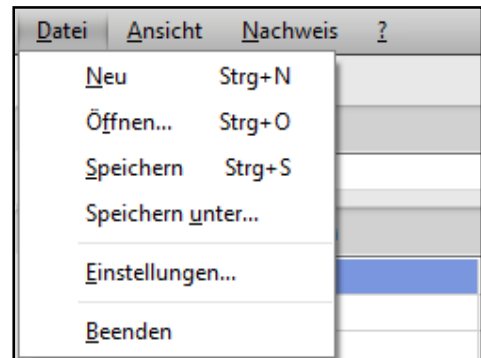 Datei Ansicht Nachweis ?
Neu Strg+N
Öffnen... Strg+O
Speichern Strg+S
Speichern unter...
Einstellungen...
Beenden